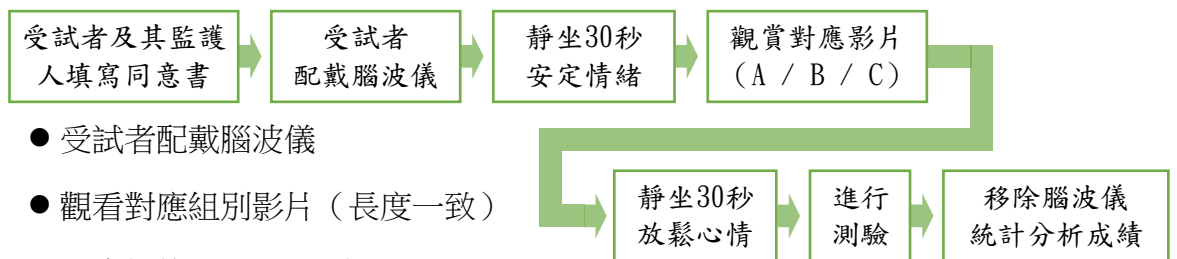 受試者及其監護
人填寫同意書
受試者
配戴腦波儀
靜坐30秒
安定情緒
觀賞對應影片
(A / B / C)
● 受試者配戴腦波儀
● 觀看對應組別影片（長度一致）
靜坐30秒
放鬆心情
進行
測驗
移除腦波儀
統計分析成績